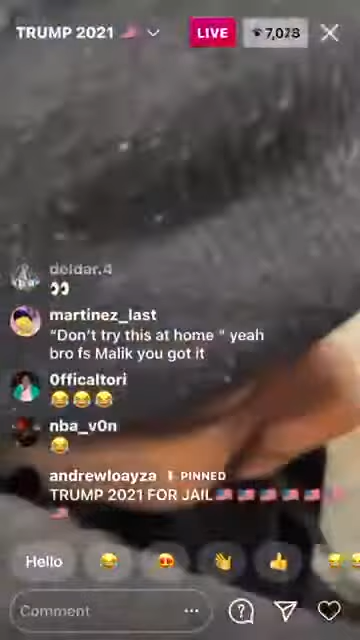 TRUMP 2021
LIVE
7,078
deldar.4
👀
martinez_last
"Don't try this at home " yeah
bro fs Malik you got it
0fficaltori
😂😂😂
nba_v0n
😂
andrewloayza PINNED
TRUMP 2021 FOR JAIL🇺🇸🇺🇸🇺🇸🇺🇸🇺🇸🇺🇸
🇺🇸
Hello 😂 😍 👋 👍 😂
Comment